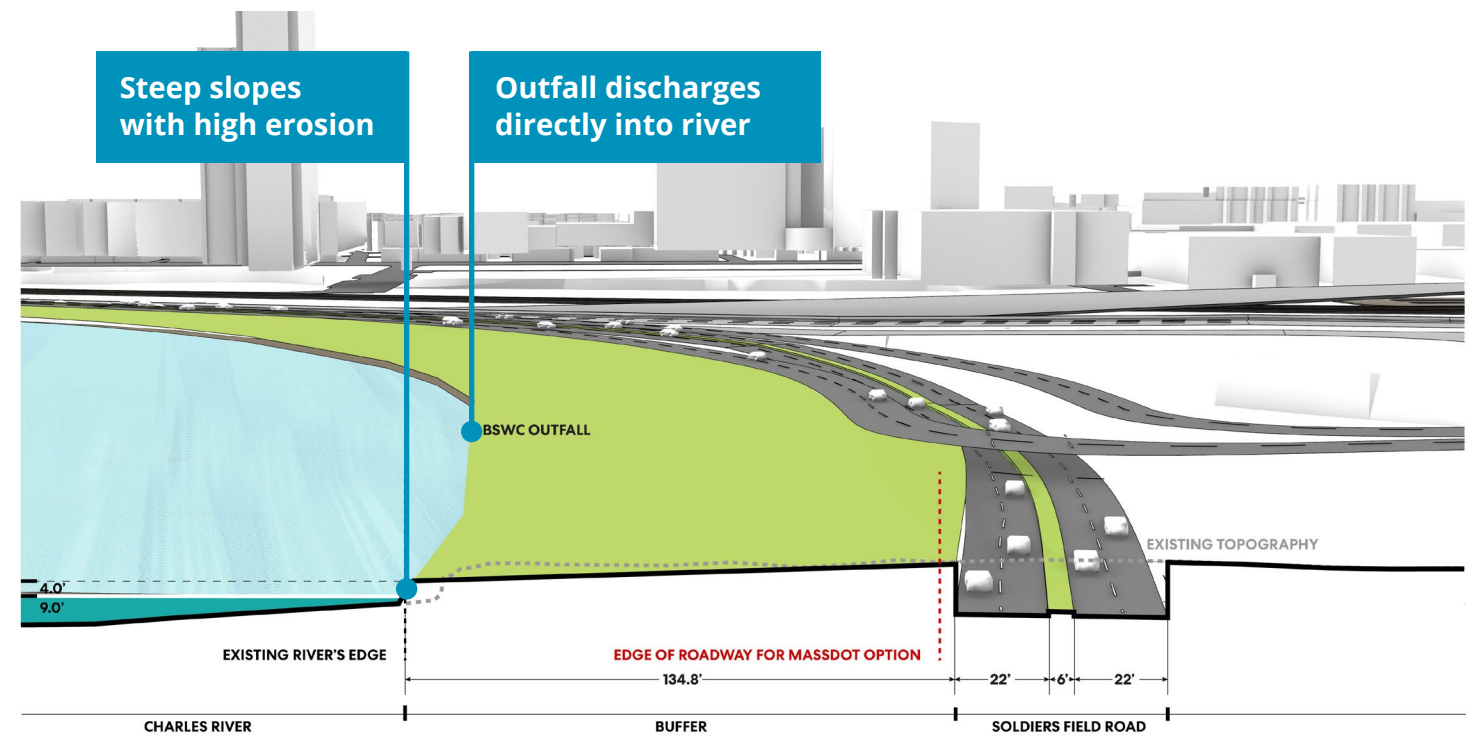 Steep slopes
with high erosion
Outfall discharges
directly into river
BSWC OUTFALL
EXISTING TOPOGRAPHY
4.0'
9.0'
EXISTING RIVER'S EDGE
EDGE OF ROADWAY FOR MASSDOT OPTION
134.8'
22'
6'
22'
CHARLES RIVER
BUFFER
SOLDIERS FIELD ROAD